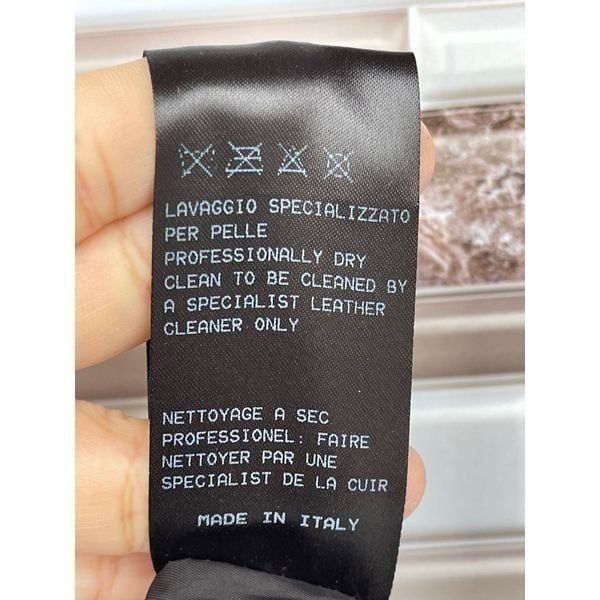 LAVAGGIO SPECIALIZZATO
PER PELLE
PROFESSIONALLY DRY
CLEAN TO BE CLEANED BY
A SPECIALIST LEATHER
CLEANER ONLY
NETTOYAGE A SEC
PROFESSIONEL: FAIRE
NETTOYER PAR UNE
SPECIALIST DE LA CUIR
MADE IN ITALY